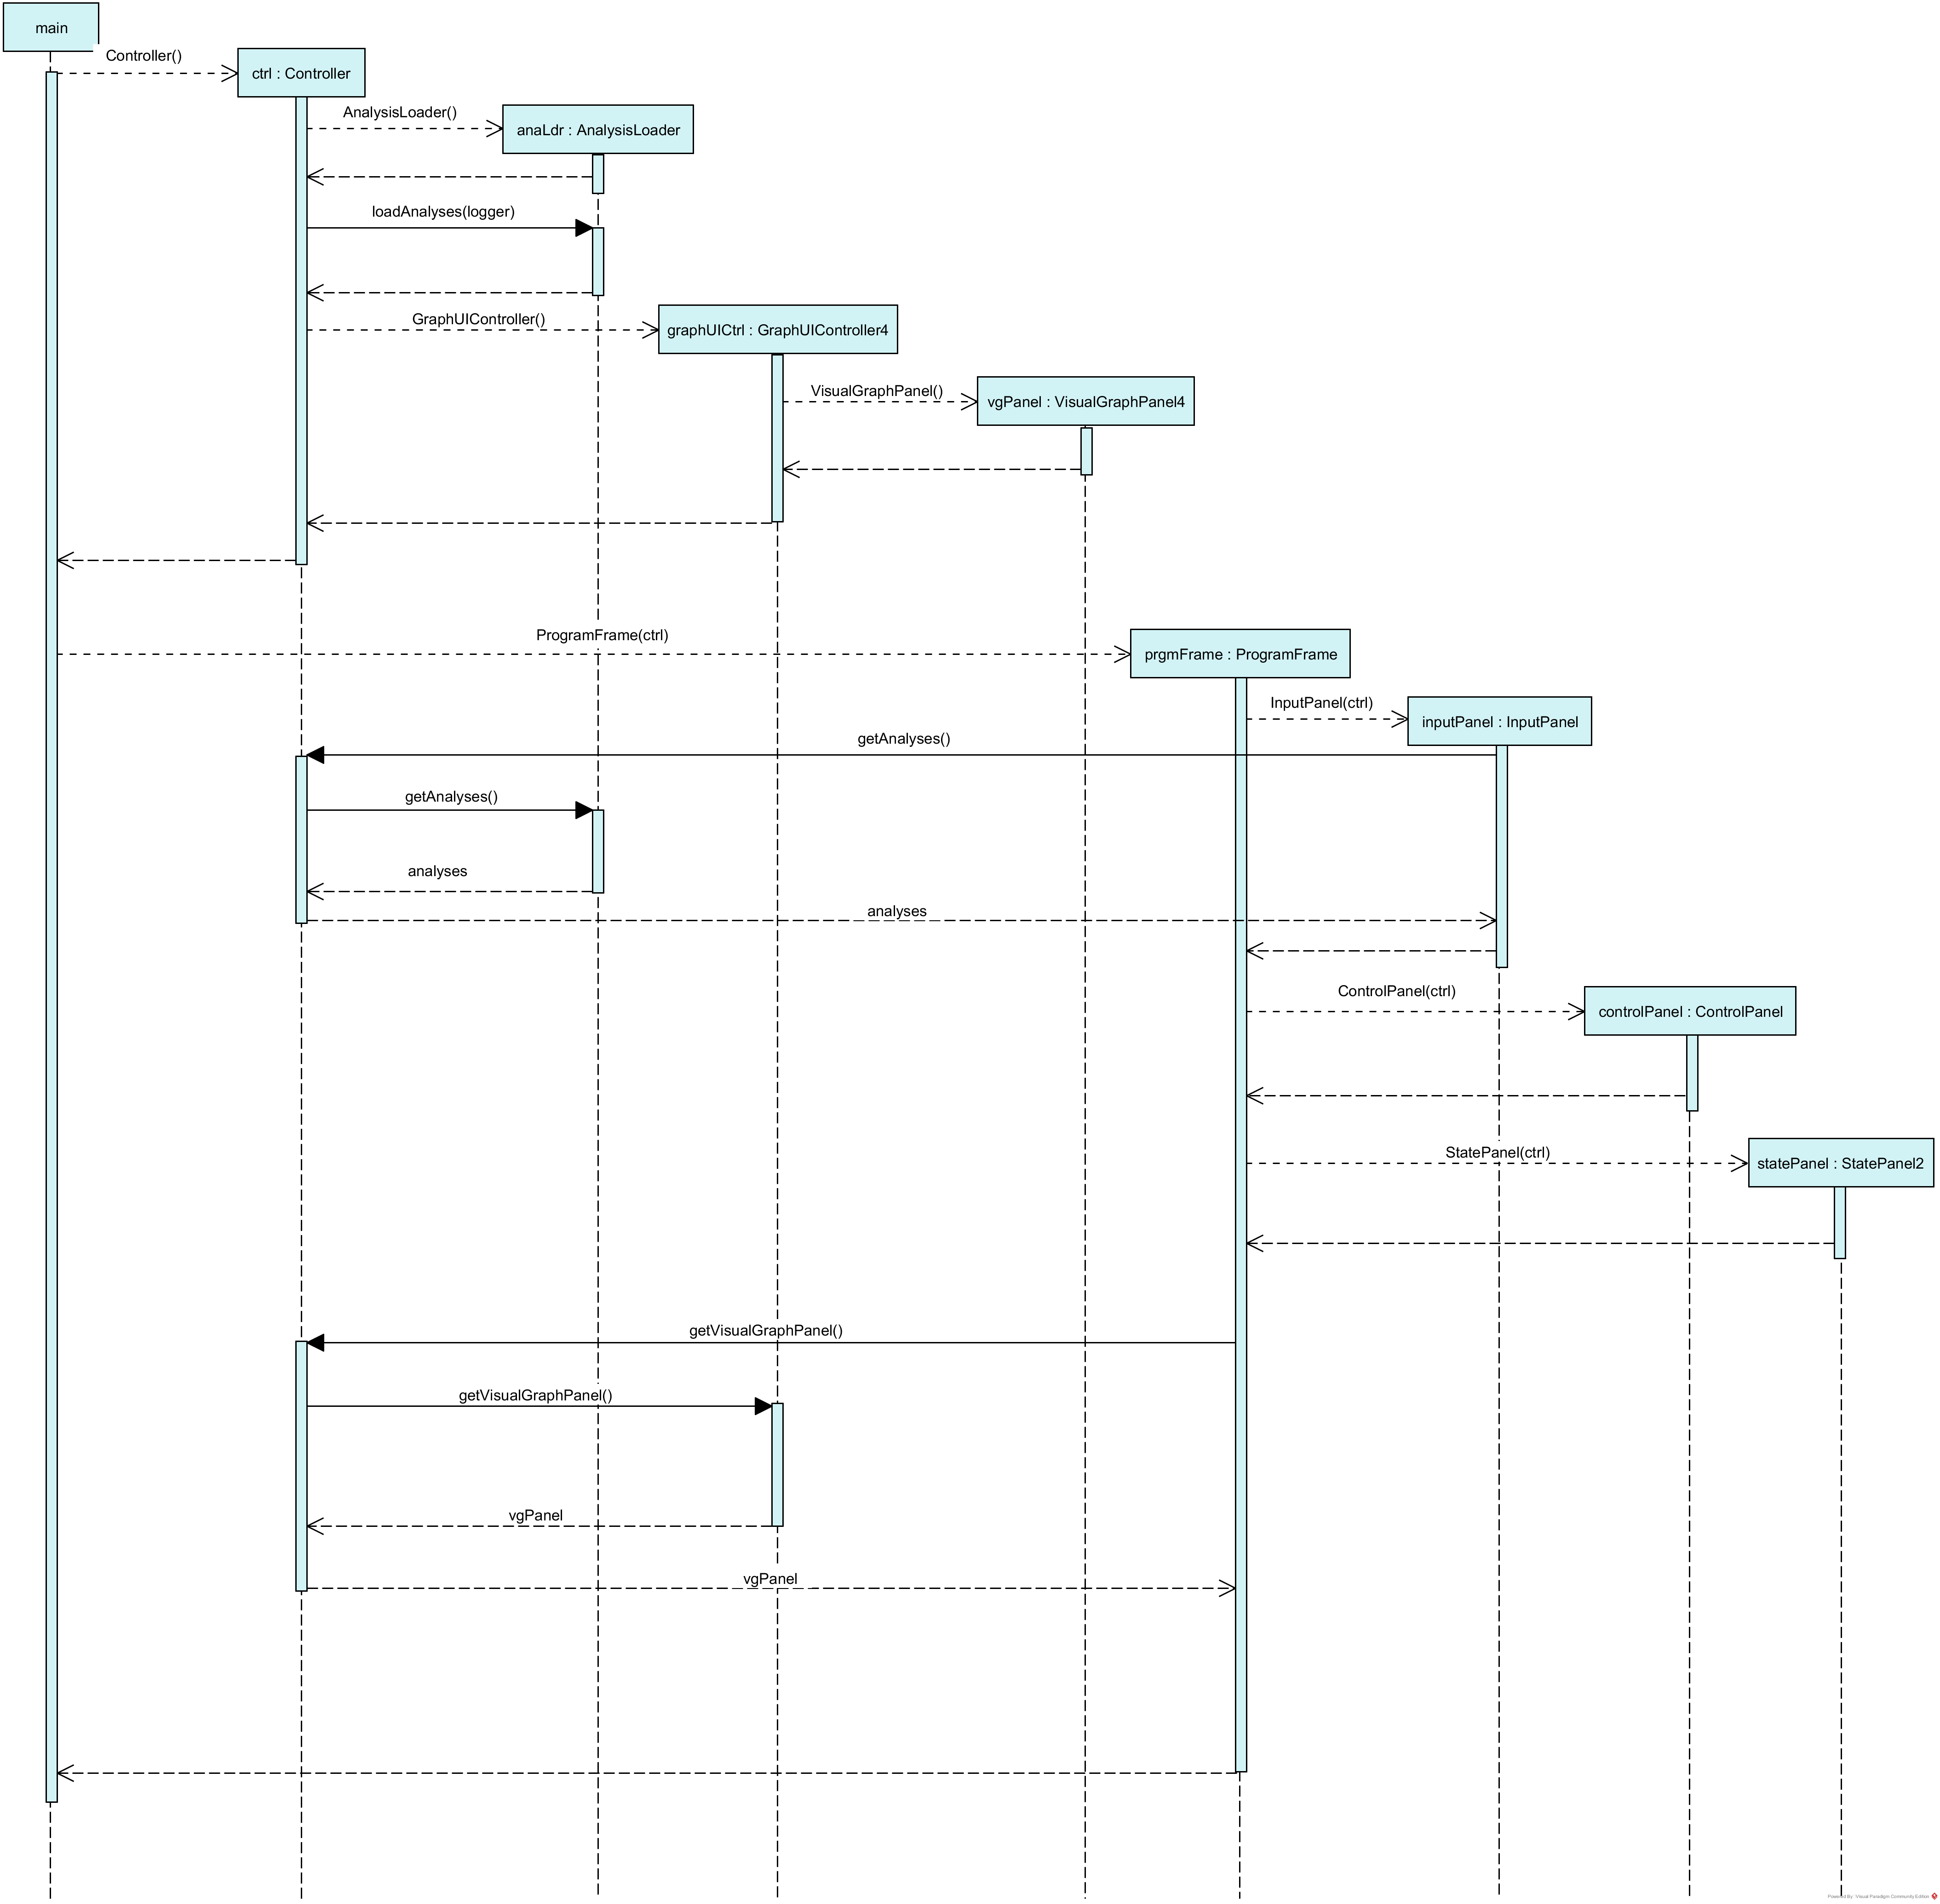 main
Controller()
ctrl : Controller
AnalysisLoader()
anaLdr : AnalysisLoader
loadAnalyses(logger)
GraphUIController()
graphUICtrl : GraphUIController4
VisualGraphPanel()
vgPanel : VisualGraphPanel4
ProgramFrame(ctrl)
prgmFrame : ProgramFrame
InputPanel(ctrl)
inputPanel : InputPanel
getAnalyses()
getAnalyses()
analyses
analyses
ControlPanel(ctrl)
controlPanel : ControlPanel
StatePanel(ctrl)
statePanel : StatePanel2
getVisualGraphPanel()
getVisualGraphPanel()
vgPanel
vgPanel
Powered By Visual Paradigm Community Edition